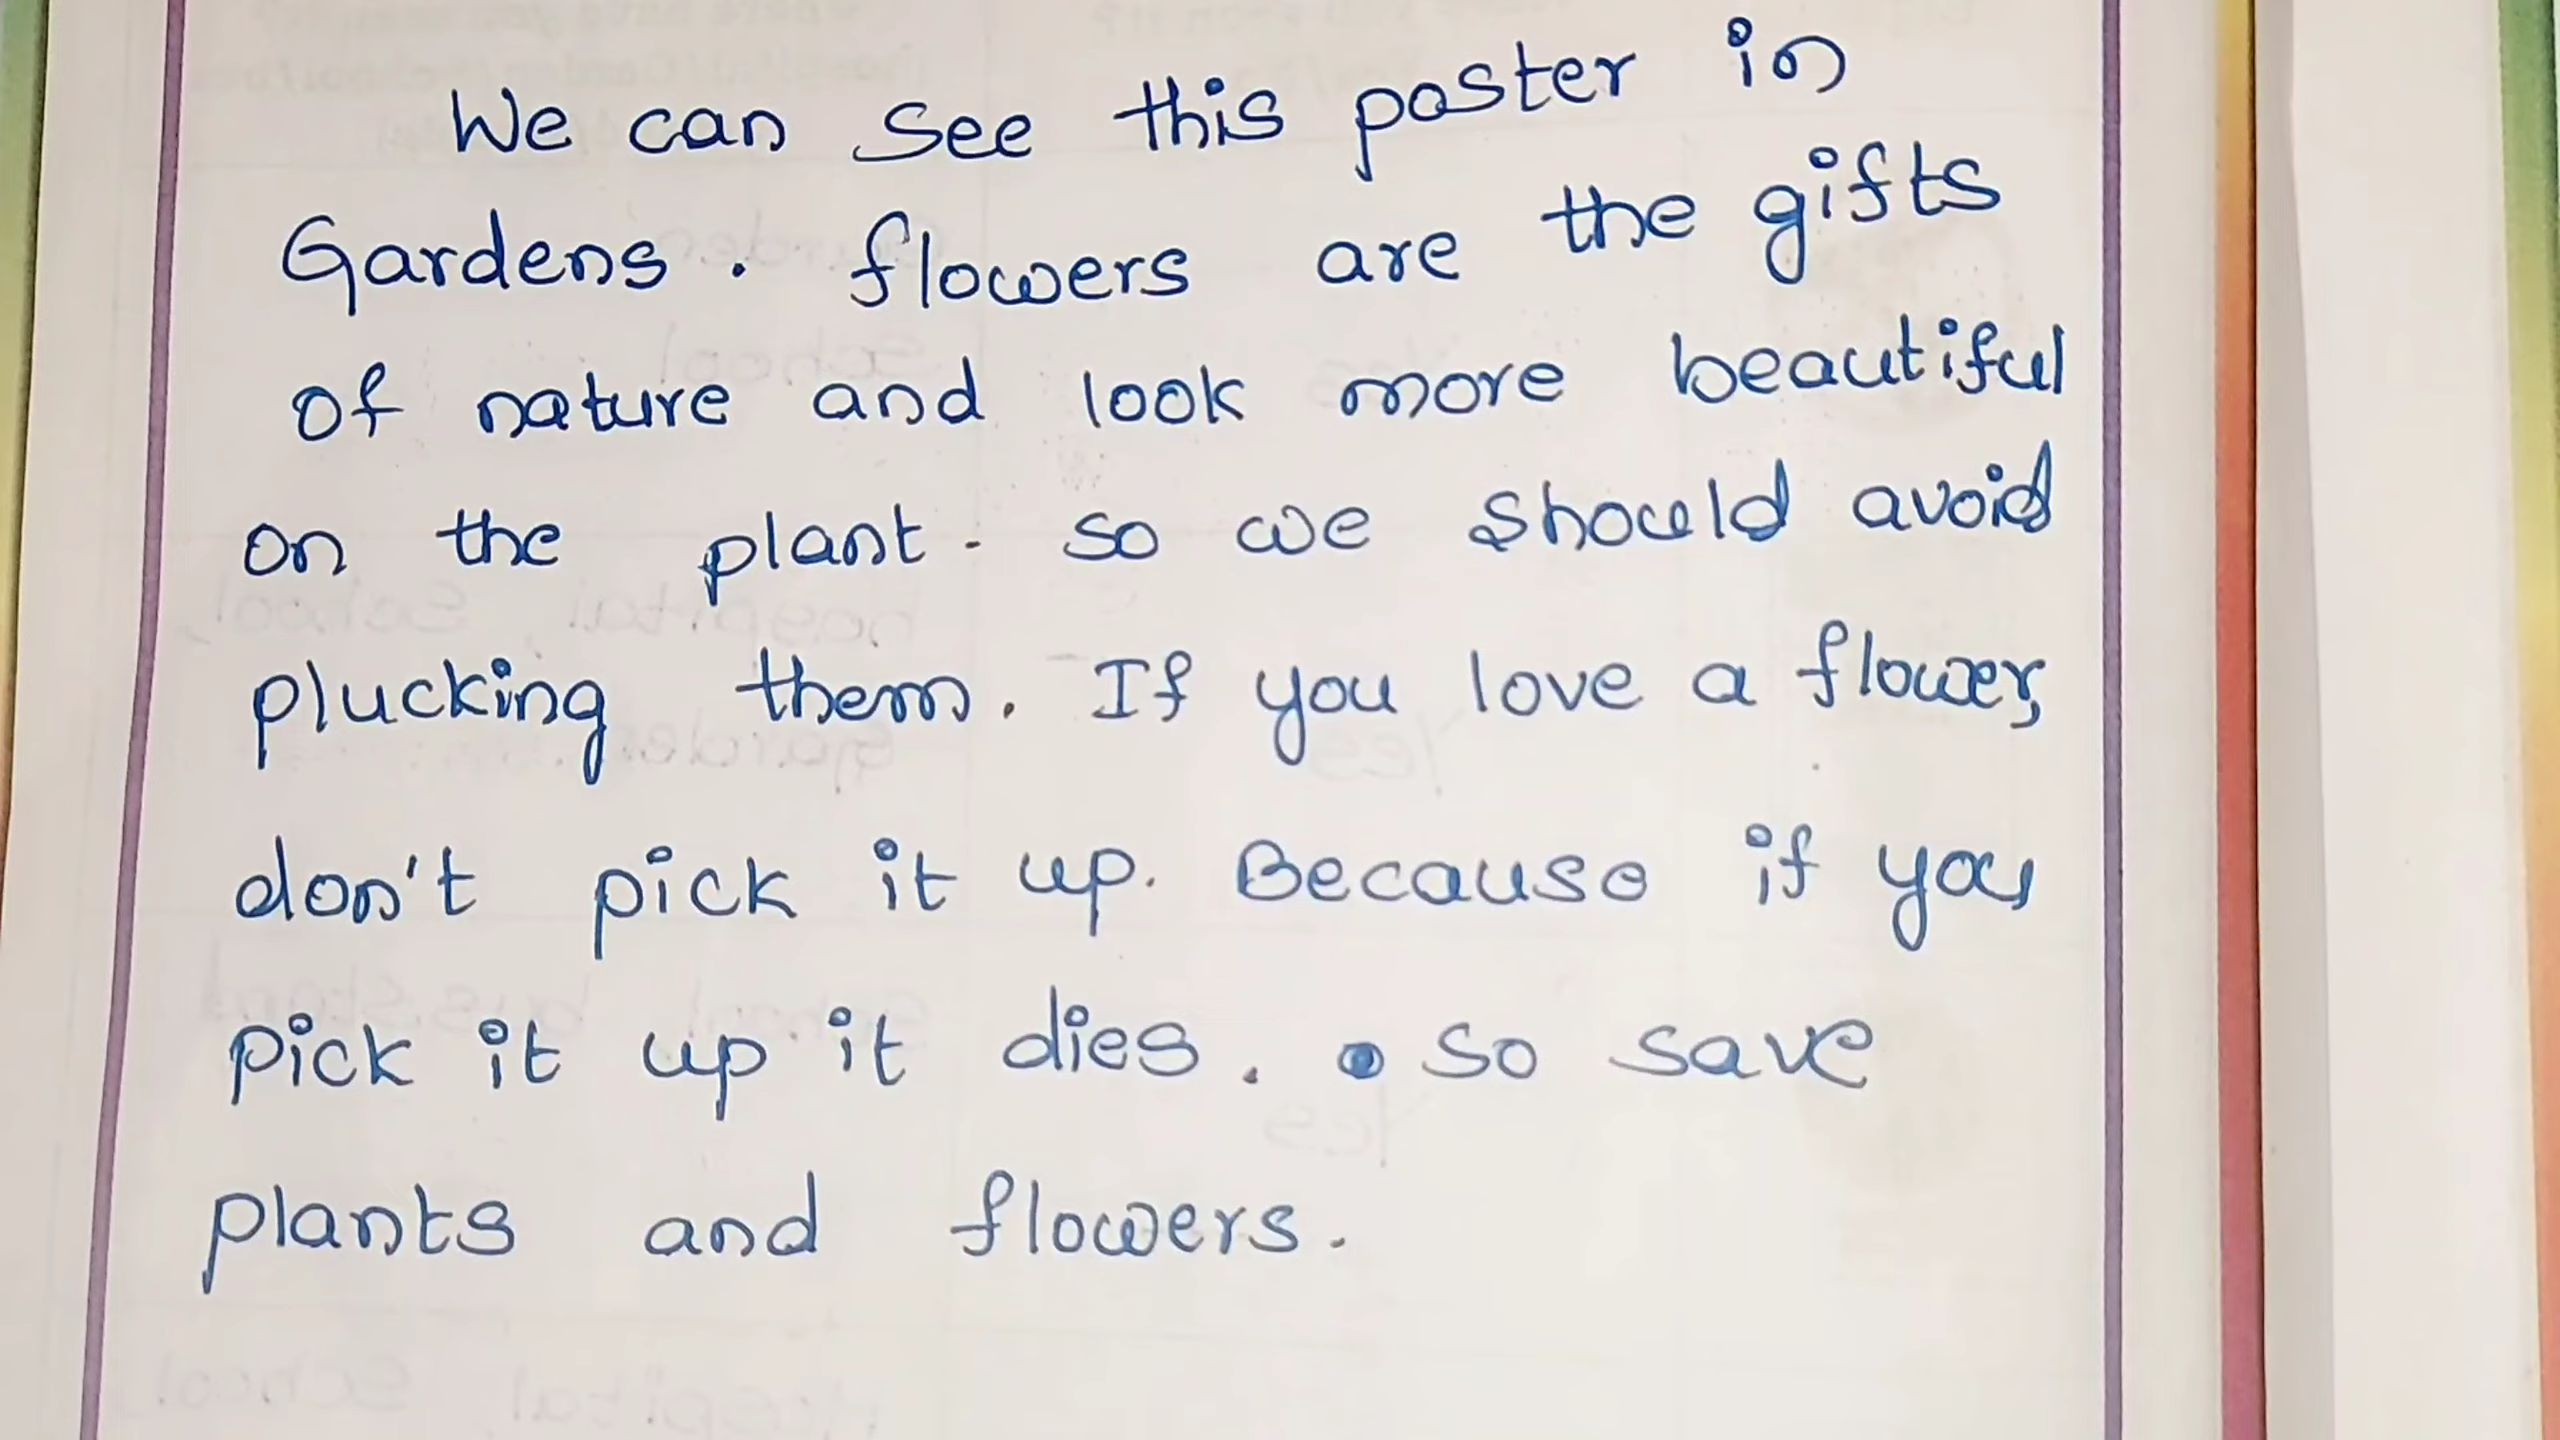 We can see this poster in
Gardens. flowers are the gifts
of nature and look more beautiful
on the plant. so we should avoid
plucking them. If you love a flower,
don't pick it up. Because if you
pick it up it dies. so save
plants and flowers.